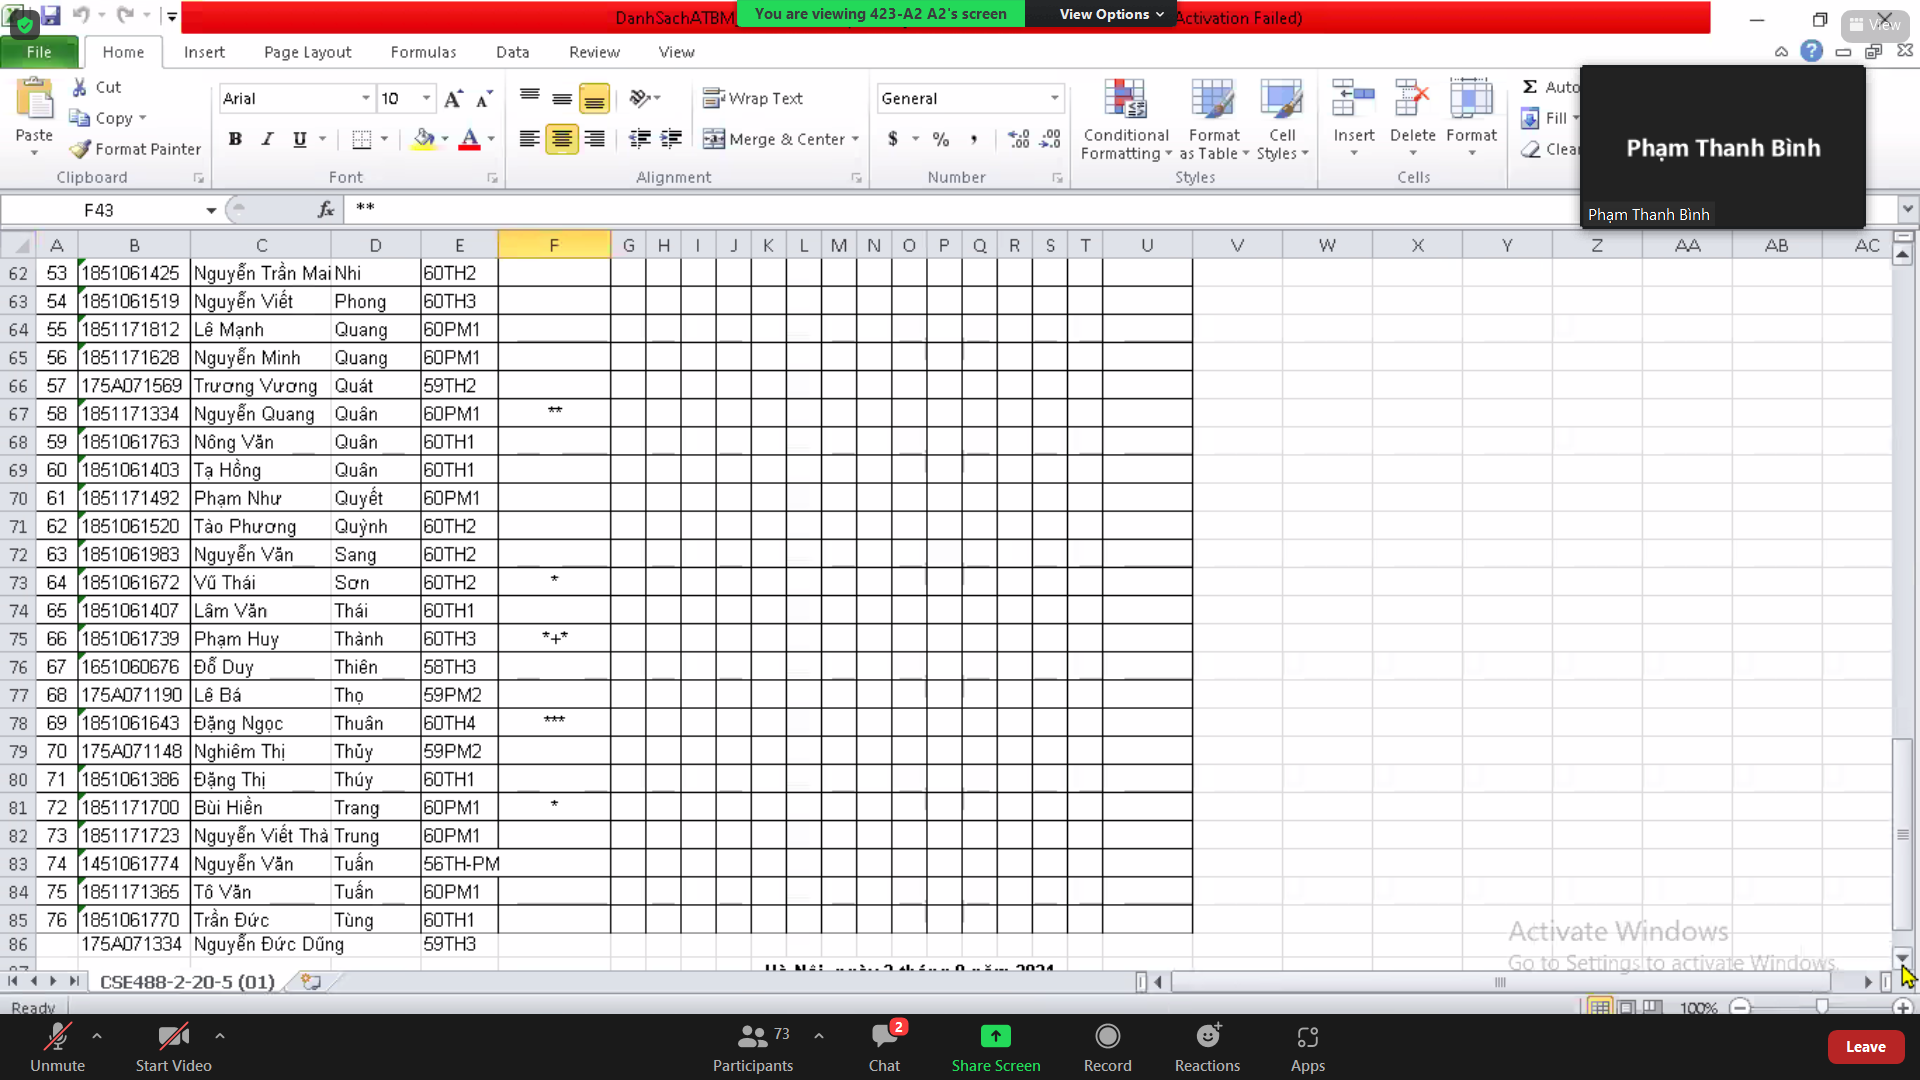 DanhSachATBM
You are viewing 423-A2 A2's screen
View Options
Activation Failed)
View
File
Home
Insert
Page Layout
Formulas
Data
Review
View
Paste
Cut
Copy
Format Painter
Clipboard
Arial
10
B I U
Font
Wrap Text
Merge & Center
Alignment
General
$ % ,
Number
Conditional Formatting
Format as Table
Cell Styles
Styles
Insert
Delete
Format
Cells
Σ Auto
Fill
Clea
Phạm Thanh Bình
Phạm Thanh Bình
F43
fx
**
A B C D E F G H I J K L M N O P Q R S T U V W X Y Z AA AB AC
62 53 1851061425 Nguyễn Trần Mai Nhi 60TH2
63 54 1851061519 Nguyễn Viết Phong 60TH3
64 55 1851171812 Lê Mạnh Quang 60PM1
65 56 1851171628 Nguyễn Minh Quang 60PM1
66 57 175A071569 Trương Vương Quát 59TH2
67 58 1851171334 Nguyễn Quang Quân 60PM1 **
68 59 1851061763 Nông Văn Quân 60TH1
69 60 1851061403 Tạ Hồng Quân 60TH1
70 61 1851171492 Phạm Như Quyết 60PM1
71 62 1851061520 Tào Phương Quỳnh 60TH2
72 63 1851061983 Nguyễn Văn Sang 60TH2
73 64 1851061672 Vũ Thái Sơn 60TH2 *
74 65 1851061407 Lâm Văn Thái 60TH1
75 66 1851061739 Phạm Huy Thành 60TH3 *+*
76 67 1651060676 Đỗ Duy Thiên 58TH3
77 68 175A071190 Lê Bá Thọ 59PM2
78 69 1851061643 Đặng Ngọc Thuân 60TH4 ***
79 70 175A071148 Nghiêm Thị Thủy 59PM2
80 71 1851061386 Đặng Thị Thúy 60TH1
81 72 1851171700 Bùi Hiền Trang 60PM1 *
82 73 1851171723 Nguyễn Viết Thà Trung 60PM1
83 74 1451061774 Nguyễn Văn Tuấn 56TH-PM
84 75 1851171365 Tô Văn Tuấn 60PM1
85 76 1851061770 Trần Đức Tùng 60TH1
86 175A071334 Nguyễn Đức Dũng 59TH3
Hà Nội, ngày 2 tháng 9 năm 2021
Activate Windows
Go to Settings to activate Windows.
CSE488-2-20-5 (01)
Ready
100%
Unmute
Start Video
Participants
73
Chat
2
Share Screen
Record
Reactions
Apps
Leave